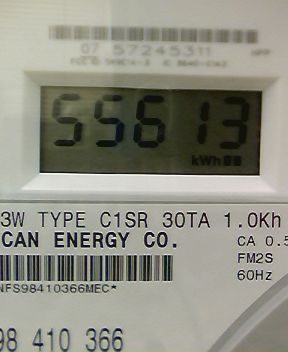 07 57245311
55613
kWh
3W TYPE C1SR 30TA 1.0Kh
CAN ENERGY CO.
CA 0.5
FM2S
60Hz
NFS98410366MEC*
98 410 366